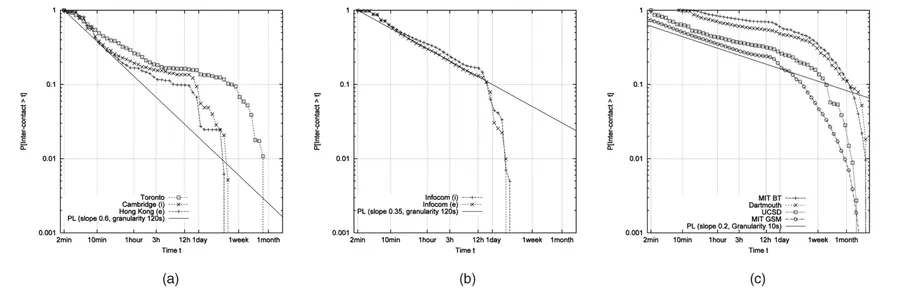 1
0.1
0.01
0.001
P[Inter-contact > t]
Toronto
Cambridge (i)
Hong Kong (e)
PL (slope 0.6, granularity 120s)
2min 10min 1hour 3h 12h 1day 1week 1month
Time t
(a)
1
0.1
0.01
0.001
P[Inter-contact > t]
Infocom (i)
Infocom (e)
PL (slope 0.35, granularity 120s)
2min 10min 1hour 3h 12h 1day 1week 1month
Time t
(b)
1
0.1
0.01
0.001
P[Inter-contact > t]
MIT BT
Dartmouth
UCSD
MIT GSM
PL (slope 0.2, Granularity 10s)
2min 10min 1hour 3h 12h 1day 1week 1month
Time t
(c)